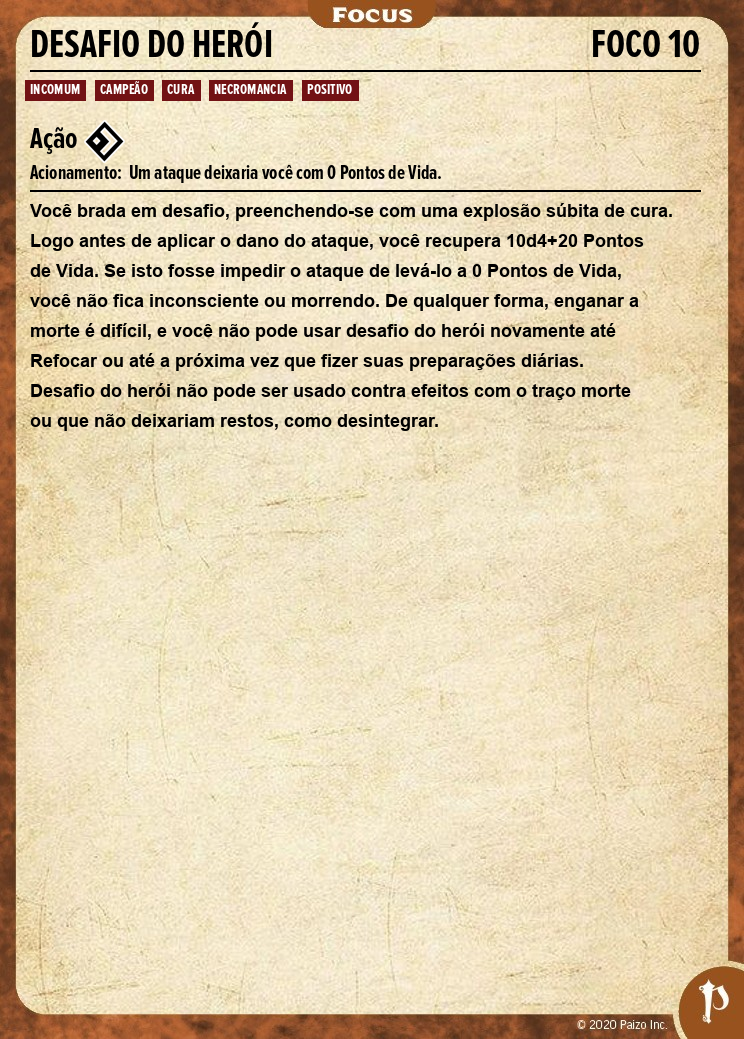 Focus
DESAFIO DO HERÓI FOCO 10
INCOMUM CAMPEÃO CURA NECROMANCIA POSITIVO
Ação
Acionamento: Um ataque deixaria você com 0 Pontos de Vida.
Você brada em desafio, preenchendo-se com uma explosão súbita de cura.
Logo antes de aplicar o dano do ataque, você recupera 10d4+20 Pontos
de Vida. Se isto fosse impedir o ataque de levá-lo a 0 Pontos de Vida,
você não fica inconsciente ou morrendo. De qualquer forma, enganar a
morte é difícil, e você não pode usar desafio do herói novamente até
Refocar ou até a próxima vez que fizer suas preparações diárias.
Desafio do herói não pode ser usado contra efeitos com o traço morte
ou que não deixariam restos, como desintegrar.
© 2020 Paizo Inc.
P